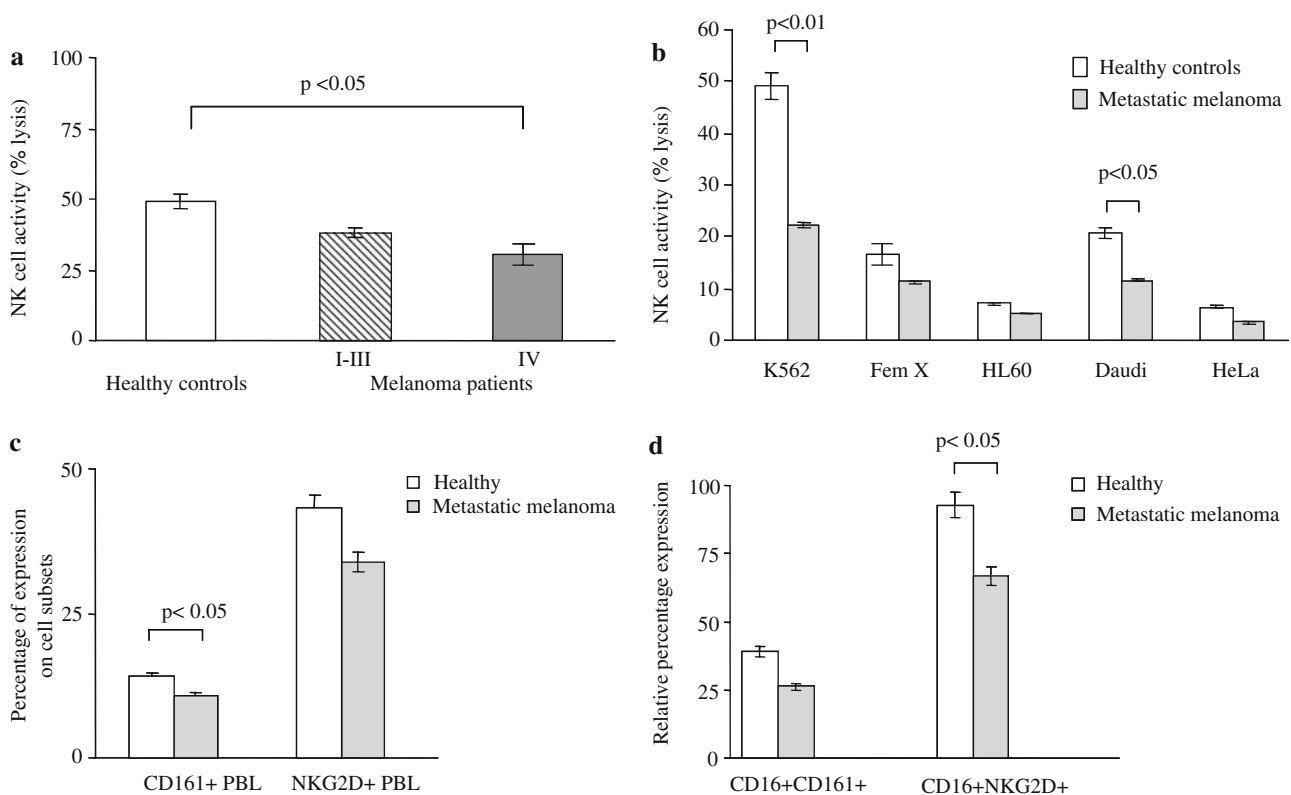 a
NK cell activity (% lysis)
100
75
50
25
0
p <0.05
I-III
IV
Healthy controls
Melanoma patients
b
NK cell activity (% lysis)
60
50
40
30
20
10
0
p<0.01
p<0.05
Healthy controls
Metastatic melanoma
K562
Fem X
HL60
Daudi
HeLa
c
Percentage of expression
on cell subsets
50
25
0
p< 0.05
Healthy
Metastatic melanoma
CD161+ PBL
NKG2D+ PBL
d
Relative percentage expression
100
75
50
25
0
p< 0.05
Healthy
Metastatic melanoma
CD16+CD161+
CD16+NKG2D+